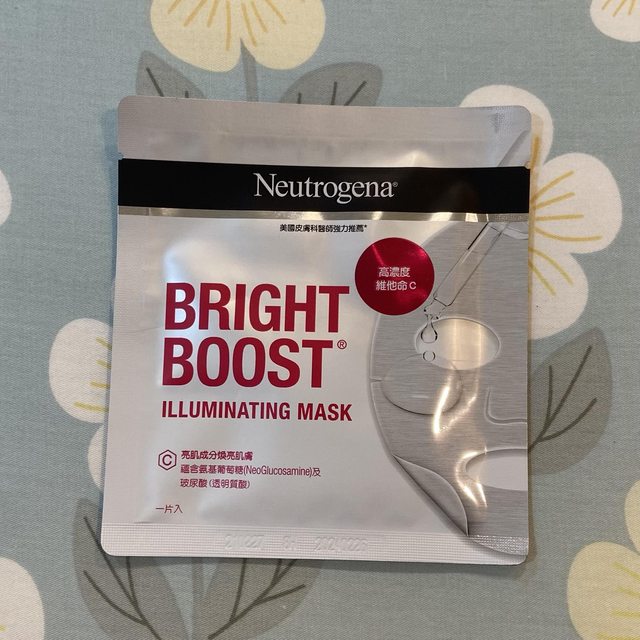 Neutrogena®
美國皮膚科醫師強力推薦*
高濃度
維他命C
BRIGHT
BOOST®
ILLUMINATING MASK
C
亮肌成分煥亮肌膚
蘊含氨基葡萄糖(NeoGlucosamine)及
玻尿酸 (透明質酸)
一片入